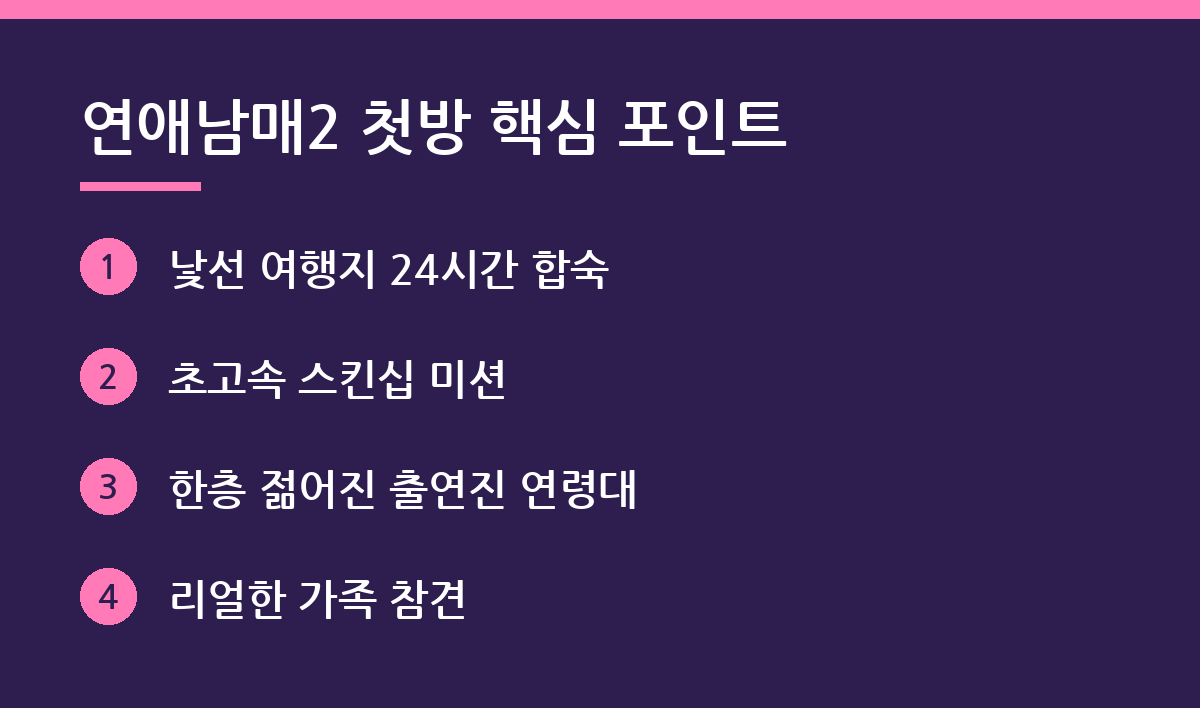 연애남매2 첫방 핵심 포인트
1 낯선 여행지 24시간 합숙
2 초고속 스킨십 미션
3 한층 젊어진 출연진 연령대
4 리얼한 가족 참견